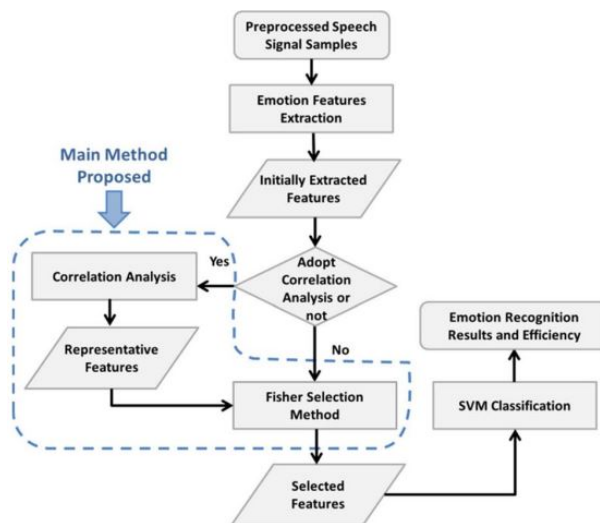 Preprocessed Speech
Signal Samples
Emotion Features
Extraction
Main Method
Proposed
Initially Extracted
Features
Yes
Adopt
Correlation
Analysis or
not
Correlation Analysis
Emotion Recognition
Results and Efficiency
Representative
Features
No
Fisher Selection
Method
SVM Classification
Selected
Features